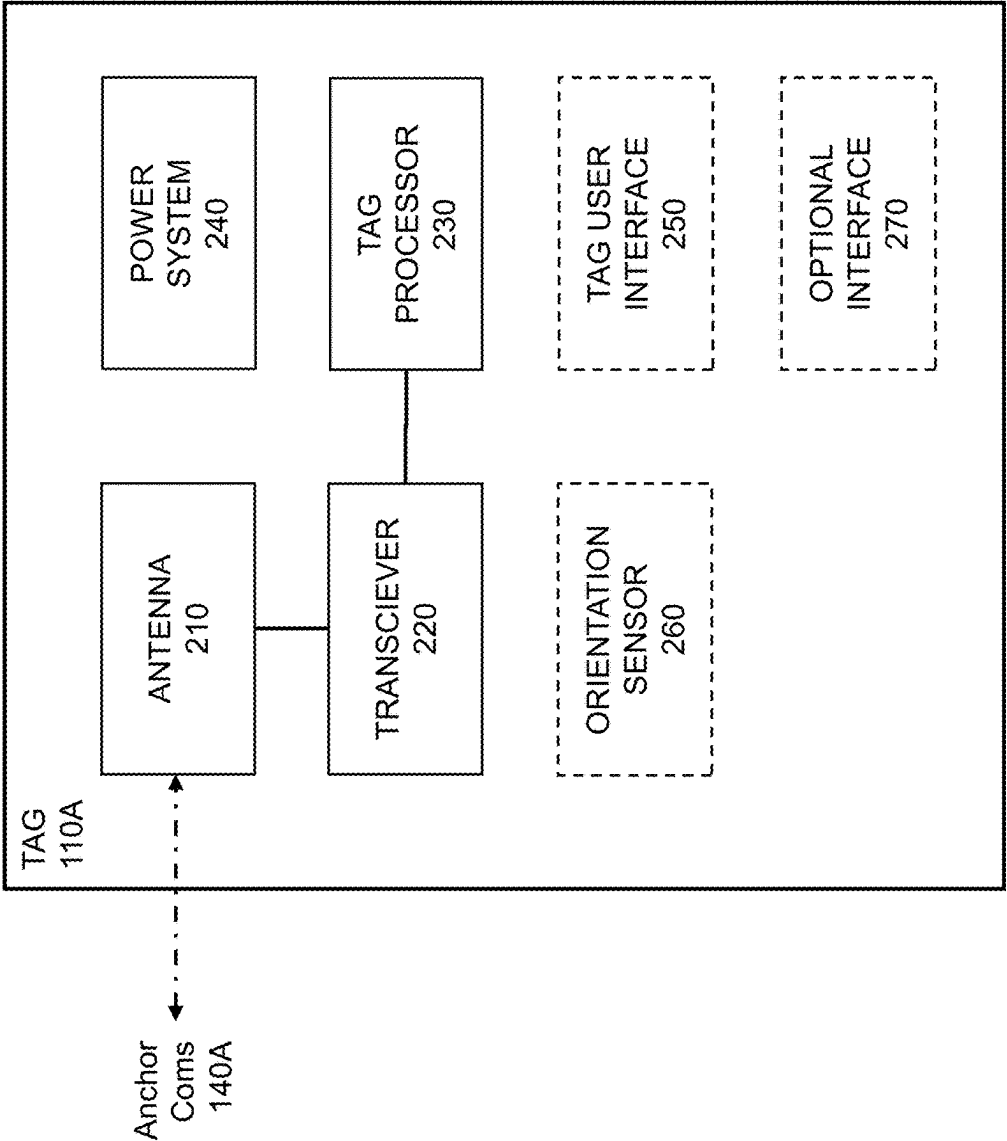 TAG
110A
Anchor
Coms
140A
ANTENNA
210
POWER
SYSTEM
240
TRANSCIEVER
220
TAG
PROCESSOR
230
ORIENTATION
SENSOR
260
TAG USER
INTERFACE
250
OPTIONAL
INTERFACE
270